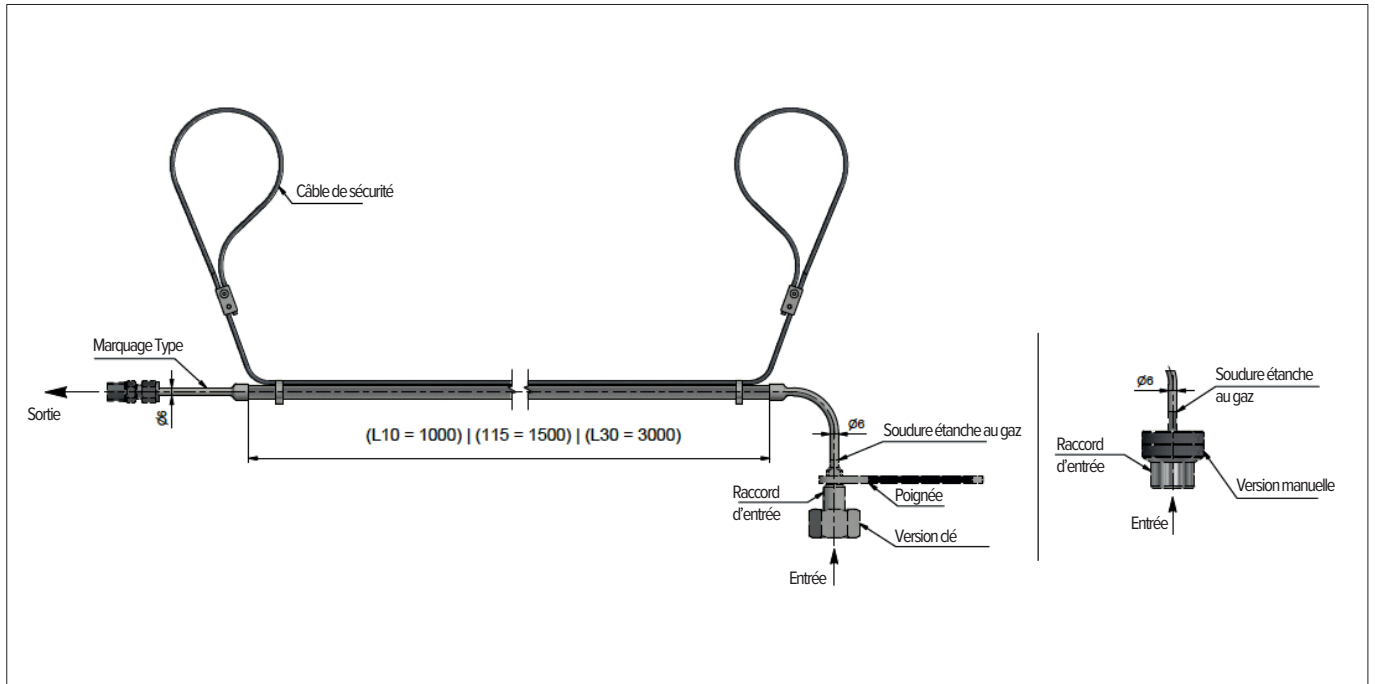 Câble de sécurité
Marquage Type
Sortie
Ø6
(L10 = 1000) | (115 = 1500) | (L30 = 3000)
Ø6
Soudure étanche au gaz
Poignée
Raccord
d'entrée
Version clé
Entrée
Ø6
Soudure étanche
au gaz
Raccord
d'entrée
Version manuelle
Entrée